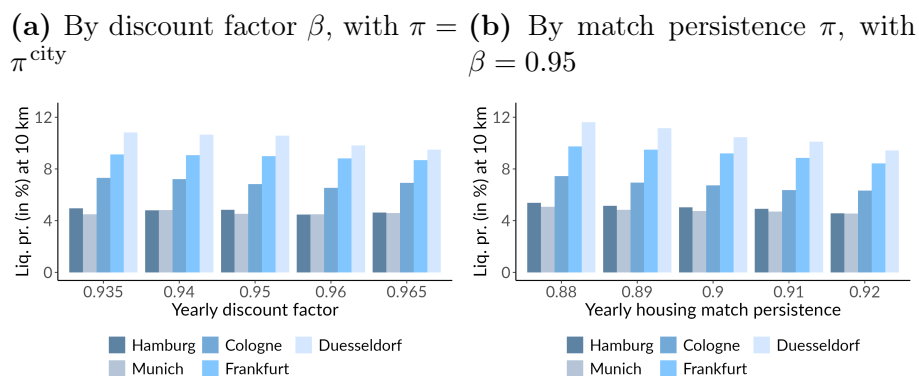 (a) By discount factor β, with π = π^city
(b) By match persistence π, with β = 0.95
Liq. pr. (in %) at 10 km
12
8
4
0
0.935 0.94 0.95 0.96 0.965
Yearly discount factor
Hamburg Cologne Duesseldorf
Munich Frankfurt
Liq. pr. (in %) at 10 km
12
8
4
0
0.88 0.89 0.9 0.91 0.92
Yearly housing match persistence
Hamburg Cologne Duesseldorf
Munich Frankfurt